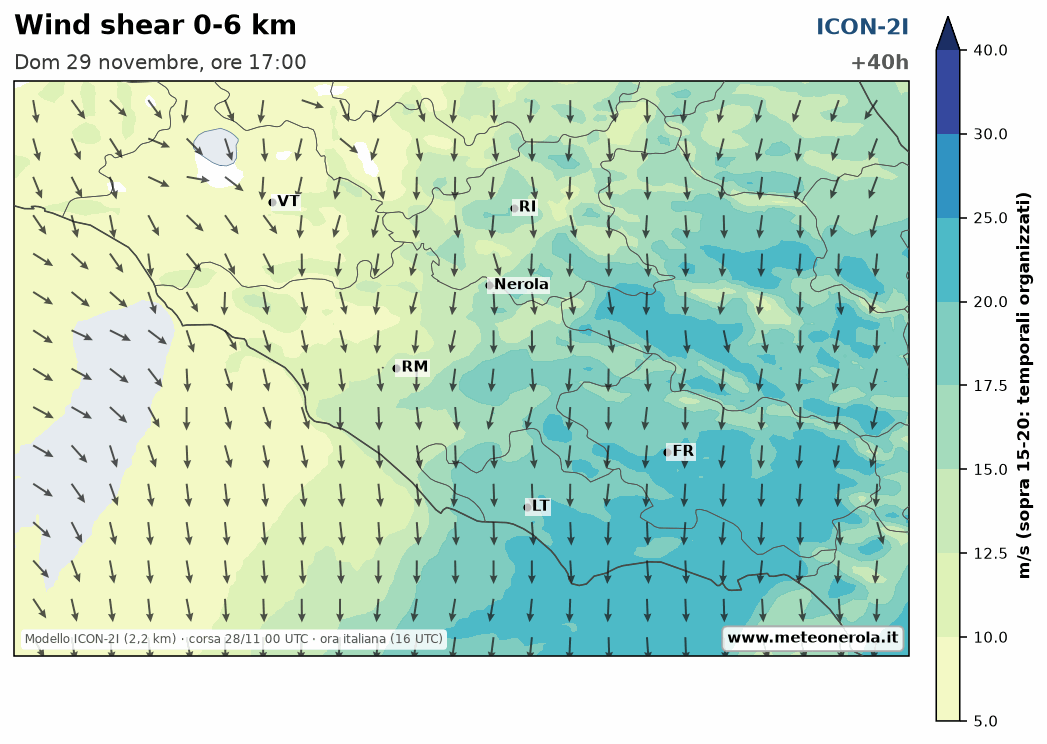 Wind shear 0-6 km
ICON-2I
Dom 29 novembre, ore 17:00
+40h
40.0
30.0
25.0
20.0
17.5
15.0
12.5
10.0
5.0
m/s (sopra 15-20: temporali organizzati)
VT
RI
Nerola
RM
FR
LT
Modello ICON-2I (2,2 km) · corsa 28/11 00 UTC · ora italiana (16 UTC)
www.meteonerola.it